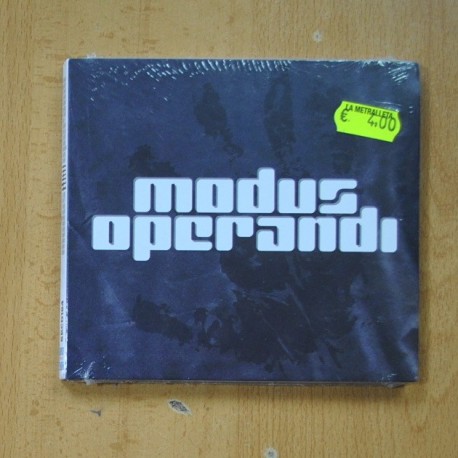 LA METRALLETA
€ 4,00
modus
operandi